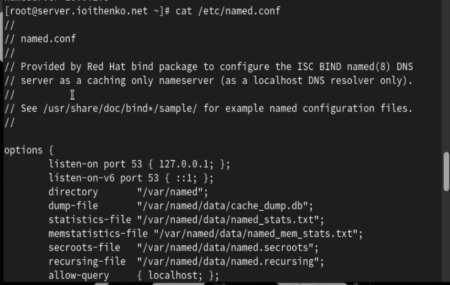 [root@server.ioithenko.net ~]# cat /etc/named.conf
//
// named.conf
//
// Provided by Red Hat bind package to configure the ISC BIND named(8) DNS
// server as a caching only nameserver (as a localhost DNS resolver only).
//
// See /usr/share/doc/bind*/sample/ for example named configuration files.
//
options {
listen-on port 53 { 127.0.0.1; };
listen-on-v6 port 53 { ::1; };
directory "/var/named";
dump-file "/var/named/data/cache_dump.db";
statistics-file "/var/named/data/named_stats.txt";
memstatistics-file "/var/named/data/named_mem_stats.txt";
secroots-file "/var/named/data/named.secroots";
recursing-file "/var/named/data/named.recursing";
allow-query { localhost; };